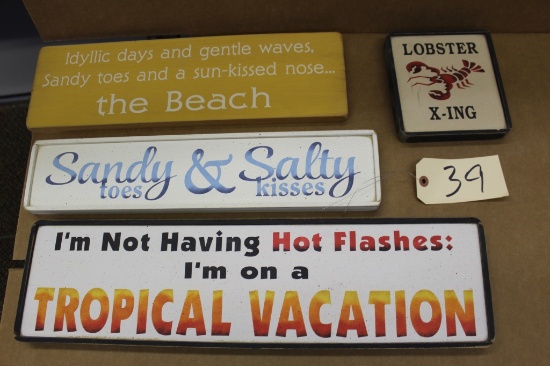 Idyllic days and gentle waves,
Sandy toes and a sun-kissed nose...
the Beach
LOBSTER
X-ING
Sandy & Salty
toes kisses
39
I'm Not Having Hot Flashes:
I'm on a
TROPICAL VACATION